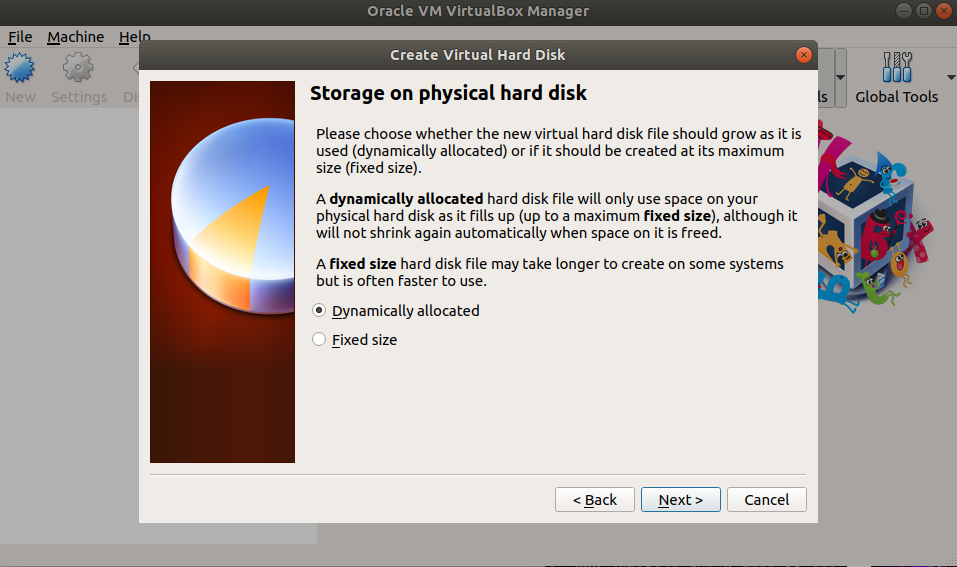 Oracle VM VirtualBox Manager
File Machine Help
Create Virtual Hard Disk
New Settings
Global Tools
Storage on physical hard disk
Please choose whether the new virtual hard disk file should grow as it is
used (dynamically allocated) or if it should be created at its maximum
size (fixed size).
A dynamically allocated hard disk file will only use space on your
physical hard disk as it fills up (up to a maximum fixed size), although it
will not shrink again automatically when space on it is freed.
A fixed size hard disk file may take longer to create on some systems
but is often faster to use.
Dynamically allocated
Fixed size
< Back Next > Cancel